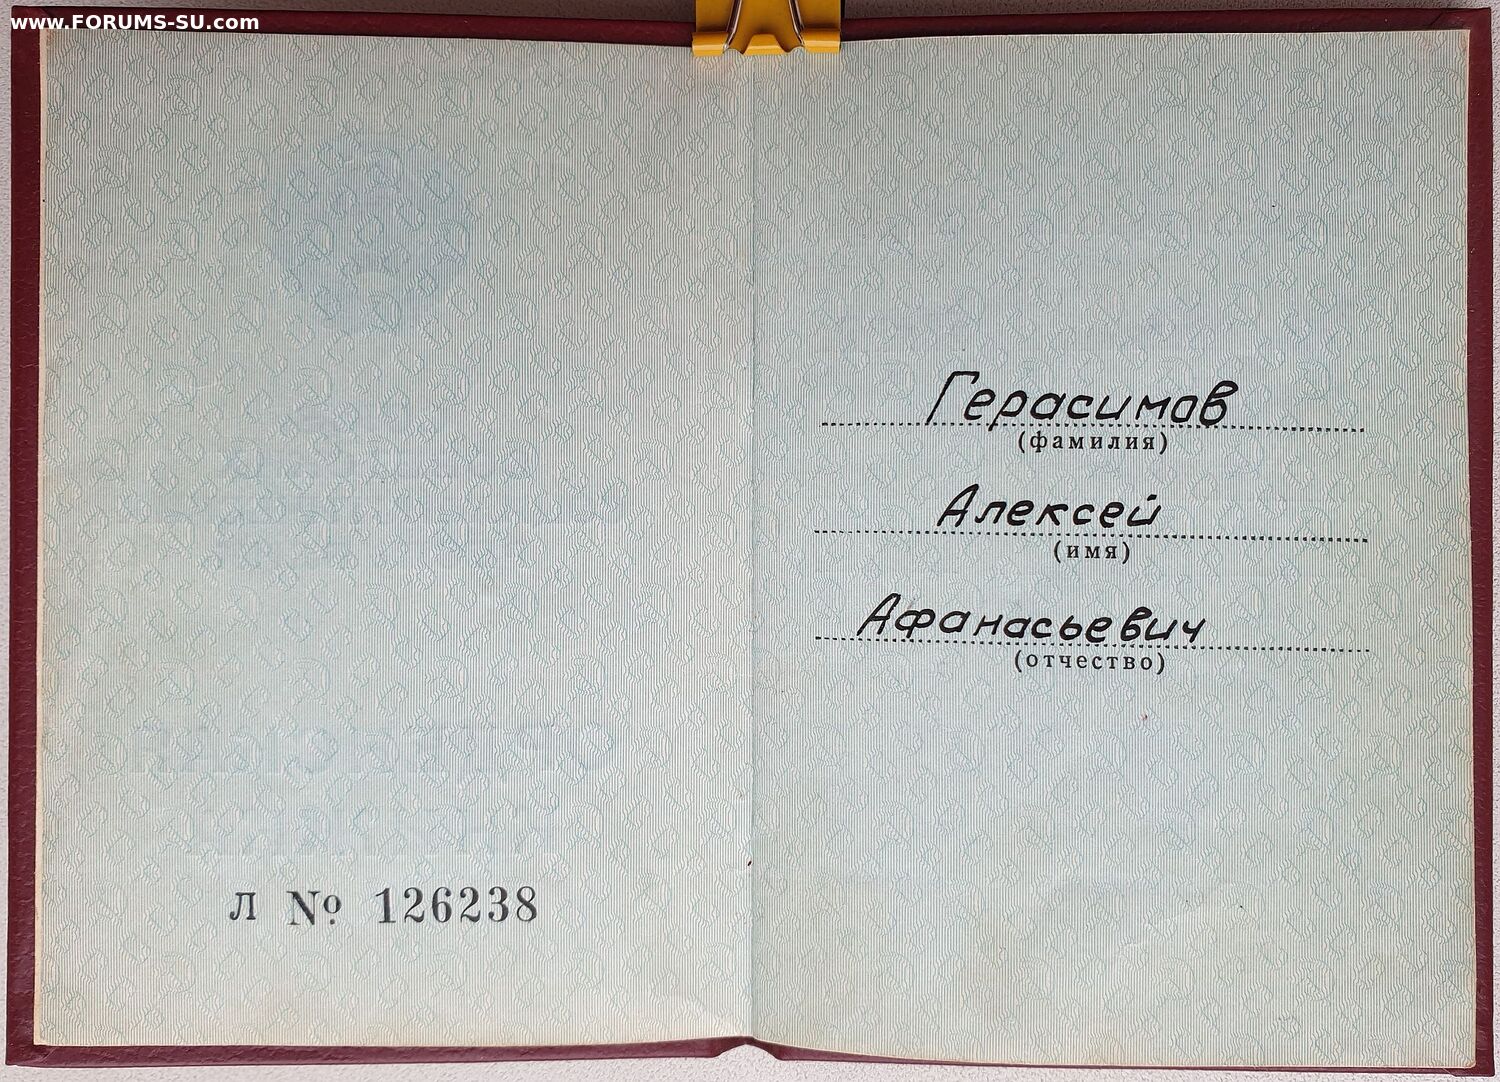 www.FORUMS-SU.com
Л № 126238
Герасимов
(фамилия)
Алексей
(имя)
Афанасьевич
(отчество)